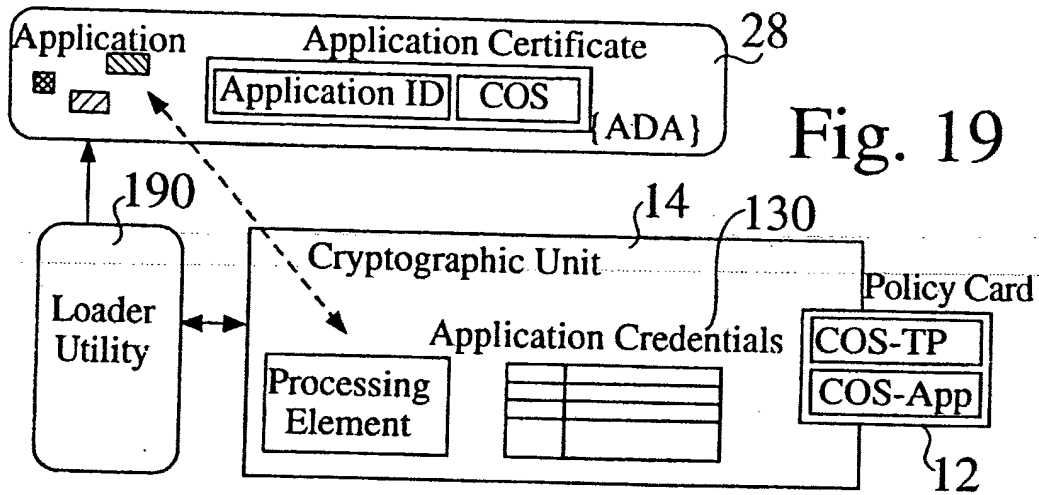 Application
Application Certificate
28
Application ID
COS
{ADA}
Fig. 19
190
14
130
Cryptographic Unit
Policy Card
Loader
Utility
Application Credentials
COS-TP
Processing
Element
COS-App
12